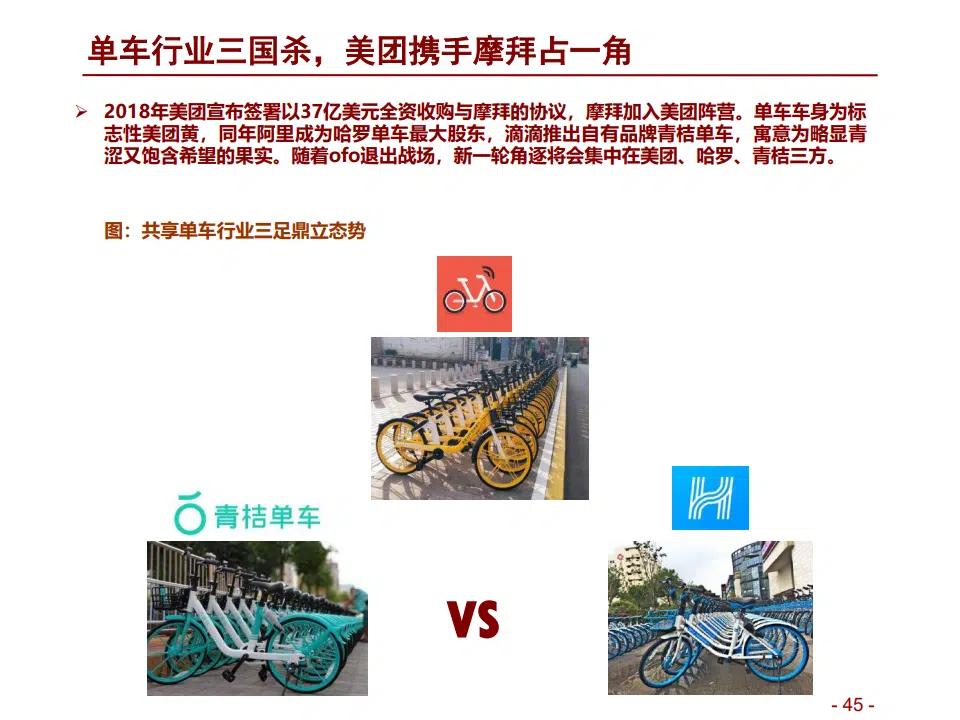 单车行业三国杀，美团携手摩拜占一角
➢ 2018年美团宣布签署以37亿美元全资收购与摩拜的协议，摩拜加入美团阵营。单车车身为标
志性美团黄，同年阿里成为哈罗单车最大股东，滴滴推出自有品牌青桔单车，寓意为略显青
涩又饱含希望的果实。随着ofo退出战场，新一轮角逐将会集中在美团、哈罗、青桔三方。
图：共享单车行业三足鼎立态势
青桔单车
VS
- 45 -